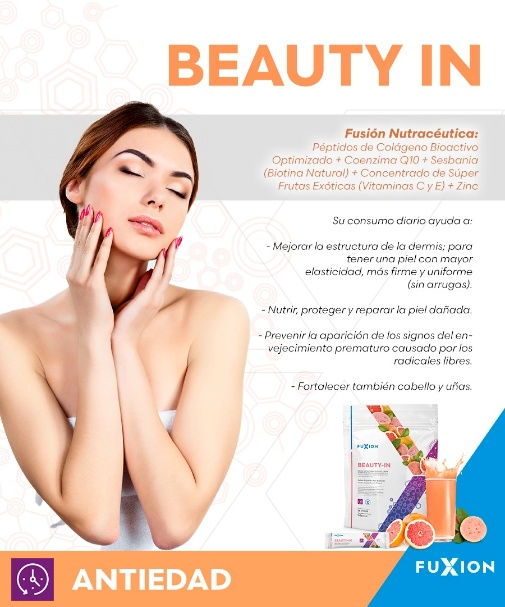 BEAUTY IN
Fusión Nutracéutica:
Péptidos de Colágeno Bioactivo
Optimizado + Coenzima Q10 + Sesbania
(Biotina Natural) + Concentrado de Súper
Frutas Exóticas (Vitaminas C y E) + Zinc
Su consumo diario ayuda a:
- Mejorar la estructura de la dermis; para
tener una piel con mayor
elasticidad, más firme y uniforme
(sin arrugas).
- Nutrir, proteger y reparar la piel dañada.
- Prevenir la aparición de los signos del en-
vejecimiento prematuro causado por los
radicales libres.
- Fortalecer también cabello y uñas.
FUXION
BEAUTY-IN
ANTIEDAD
FUXION